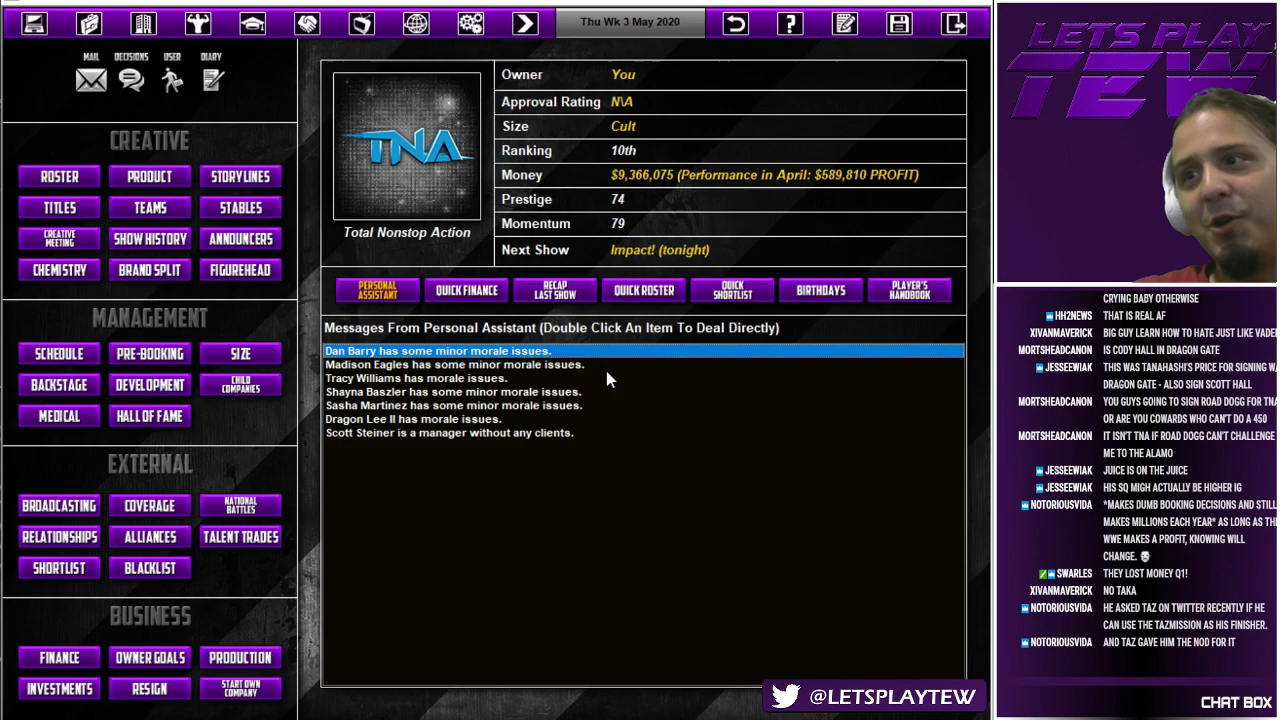 Thu Wk 3 May 2020
LETS PLAY
TEW
MAIL DECISIONS USER DIARY
CREATIVE
ROSTER PRODUCT STORYLINES
TITLES TEAMS STABLES
CREATIVE MEETING SHOW HISTORY ANNOUNCERS
CHEMISTRY BRAND SPLIT FIGUREHEAD
MANAGEMENT
SCHEDULE PRE-BOOKING SIZE
BACKSTAGE DEVELOPMENT CHILD COMPANIES
MEDICAL HALL OF FAME
EXTERNAL
BROADCASTING COVERAGE NATIONAL BATTLES
RELATIONSHIPS ALLIANCES TALENT TRADES
SHORTLIST BLACKLIST
BUSINESS
FINANCE OWNER GOALS PRODUCTION
INVESTMENTS RESIGN START OWN COMPANY
TNA
Total Nonstop Action
Owner You
Approval Rating N\A
Size Cult
Ranking 10th
Money $9,366,075 (Performance in April: $589,810 PROFIT)
Prestige 74
Momentum 79
Next Show Impact! (tonight)
PERSONAL ASSISTANT QUICK FINANCE RECAP LAST SHOW QUICK ROSTER QUICK SHORTLIST BIRTHDAYS PLAYER'S HANDBOOK
Messages From Personal Assistant (Double Click An Item To Deal Directly)
Dan Barry has some minor morale issues.
Madison Eagles has some minor morale issues.
Tracy Williams has morale issues.
Shayna Baszler has some minor morale issues.
Sasha Martinez has some minor morale issues.
Dragon Lee II has morale issues.
Scott Steiner is a manager without any clients.
@LETSPLAYTEW
CRYING BABY OTHERWISE
HH2NEWS THAT IS REAL AF
XIVANMAVERICK BIG GUY LEARN HOW TO HATE JUST LIKE VADE
MORTSHEADCANON IS CODY HALL IN DRAGON GATE
JESSEEWIAK THIS WAS TANAHASHI'S PRICE FOR SIGNING W/
DRAGON GATE - ALSO SIGN SCOTT HALL
MORTSHEADCANON YOU GUYS GOING TO SIGN ROAD DOGG FOR TNA
OR ARE YOU COWARDS WHO CAN'T DO A 450
MORTSHEADCANON IT ISN'T TNA IF ROAD DOGG CAN'T CHALLENGE
ME TO THE ALAMO
JESSEEWIAK JUICE IS ON THE JUICE
JESSEEWIAK HIS SQ MIGH ACTUALLY BE HIGHER IG
NOTORIOUSVIDA *MAKES DUMB BOOKING DECISIONS AND STILL
MAKES MILLIONS EACH YEAR* AS LONG AS THE
WWE MAKES A PROFIT, KNOWING WILL
CHANGE.
SWARLES THEY LOST MONEY Q1!
XIVANMAVERICK NO TAKA
NOTORIOUSVIDA HE ASKED TAZ ON TWITTER RECENTLY IF HE
CAN USE THE TAZMISSION AS HIS FINISHER.
NOTORIOUSVIDA AND TAZ GAVE HIM THE NOD FOR IT
CHAT BOX